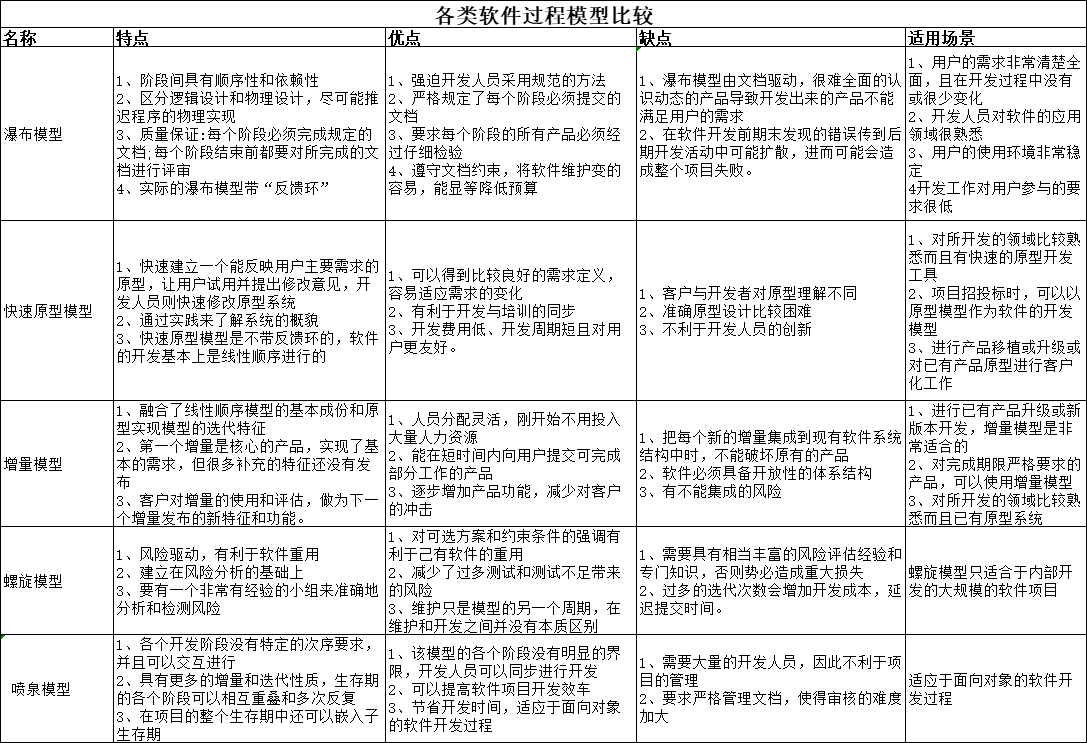 各类软件过程模型比较
名称
特点
优点
缺点
适用场景
瀑布模型
1、阶段间具有顺序性和依赖性
2、区分逻辑设计和物理设计，尽可能推
迟程序的物理实现
3、质量保证:每个阶段必须完成规定的
文档;每个阶段结束前都要对所完成的文
档进行评审
4、实际的瀑布模型带“反馈环”
1、强迫开发人员采用规范的方法
2、严格规定了每个阶段必须提交的
文档
3、要求每个阶段的所有产品必须经
过仔细检验
4、遵守文档约束，将软件维护变的
容易，能显等降低预算
1、瀑布模型由文档驱动，很难全面的认
识动态的产品导致开发出来的产品不能
满足用户的需求
2、在软件开发前期末发现的错误传到后
期开发活动中可能扩散，进而可能会造
成整个项目失败。
1、用户的需求非常清楚全
面，且在开发过程中没有
或很少变化
2、开发人员对软件的应用
领域很熟悉
3、用户的使用环境非常稳
定
4开发工作对用户参与的要
求很低
快速原型模型
1、快速建立一个能反映用户主要需求的
原型，让用户试用并提出修改意见，开
发人员则快速修改原型系统
2、通过实践来了解系统的概貌
3、快速原型模型是不带反馈环的，软件
的开发基本上是线性顺序进行的
1、可以得到比较良好的需求定义，
容易适应需求的变化
2、有利于开发与培训的同步
3、开发费用低、开发周期短且对用
户更友好。
1、客户与开发者对原型理解不同
2、准确原型设计比较困难
3、不利于开发人员的创新
1、对所开发的领域比较熟
悉而且有快速的原型开发
工具
2、项目招投标时，可以以
原型模型作为软件的开发
模型
3、进行产品移植或升级或
对已有产品原型进行客户
化工作
增量模型
1、融合了线性顺序模型的基本成份和原
型实现模型的选代特征
2、第一个增量是核心的产品，实现了基
本的需求，但很多补充的特征还没有发
布
3、客户对增量的使用和评估，做为下一
个增量发布的新特征和功能。
1、人员分配灵活，刚开始不用投入
大量人力资源
2、能在短时间内向用户提交可完成
部分工作的产品
3、逐步增加产品功能，减少对客户
的冲击
1、把每个新的增量集成到现有软件系统
结构中时，不能破坏原有的产品
2、软件必须具备开放性的体系结构
3、有不能集成的风险
1、进行已有产品升级或新
版本开发，增量模型是非
常适合的
2、对完成期限严格要求的
产品，可以使用增量模型
3、对所开发的领域比较熟
悉而且已有原型系统
螺旋模型
1、风险驱动，有利于软件重用
2、建立在风险分析的基础上
3、要有一个非常有经验的小组来准确地
分析和检测风险
1、对可选方案和约束条件的强调有
利于己有软件的重用
2、减少了过多测试和测试不足带来
的风险
3、维护只是模型的另一个周期，在
维护和开发之间并没有本质区别
1、需要具有相当丰富的风险评估经验和
专门知识，否则势必造成重大损失
2、过多的迭代次数会增加开发成本，延
迟提交时间。
螺旋模型只适合于内部开
发的大规模的软件项目
喷泉模型
1、各个开发阶段没有特定的次序要求，
并且可以交互进行
2、具有更多的增量和迭代性质，生存期
的各个阶段可以相互重叠和多次反复
3、在项目的整个生存期中还可以嵌入子
生存期
1、该模型的各个阶段没有明显的界
限，开发人员可以同步进行开发
2、可以提高软件项目开发效车
3、节省开发时间，适应于面向对象
的软件开发过程
1、需要大量的开发人员，因此不利于项
目的管理
2、要求严格管理文档，使得审核的难度
加大
适应于面向对象的软件开
发过程